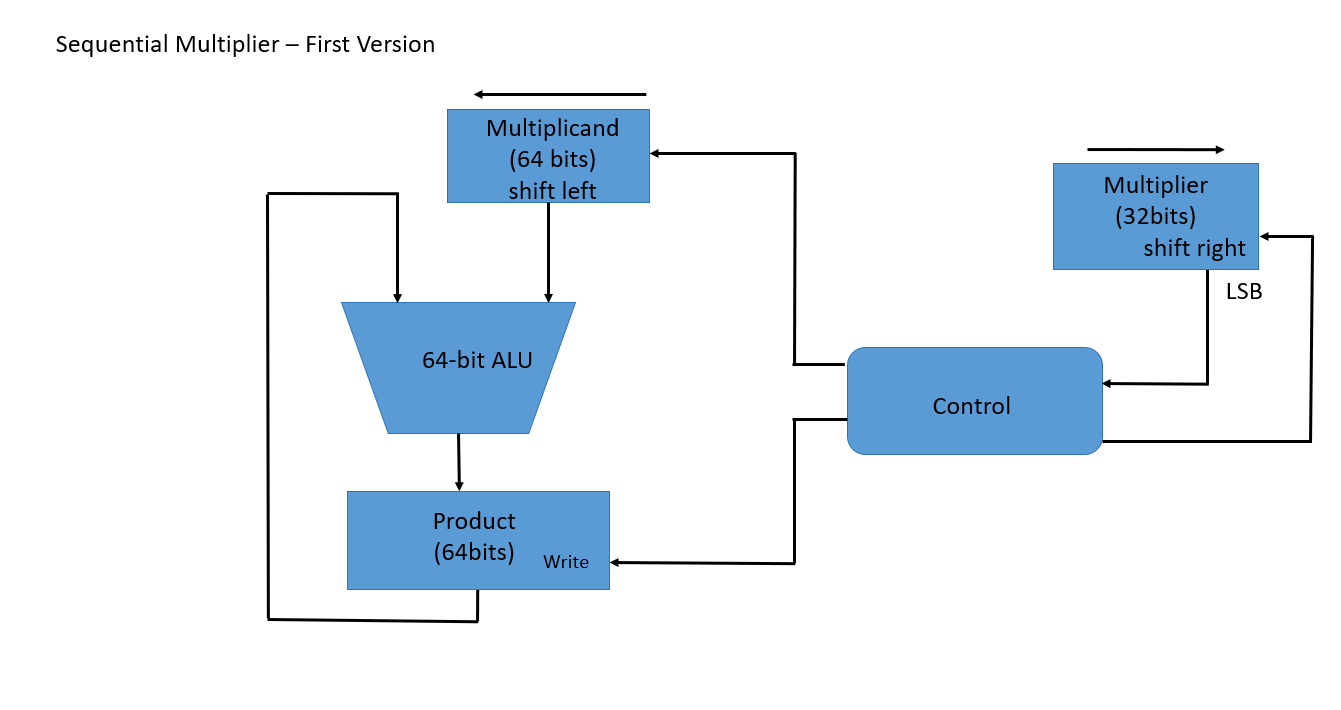 Sequential Multiplier – First Version
Multiplicand
(64 bits)
shift left
Multiplier
(32bits)
shift right
LSB
64-bit ALU
Control
Product
(64bits)
Write